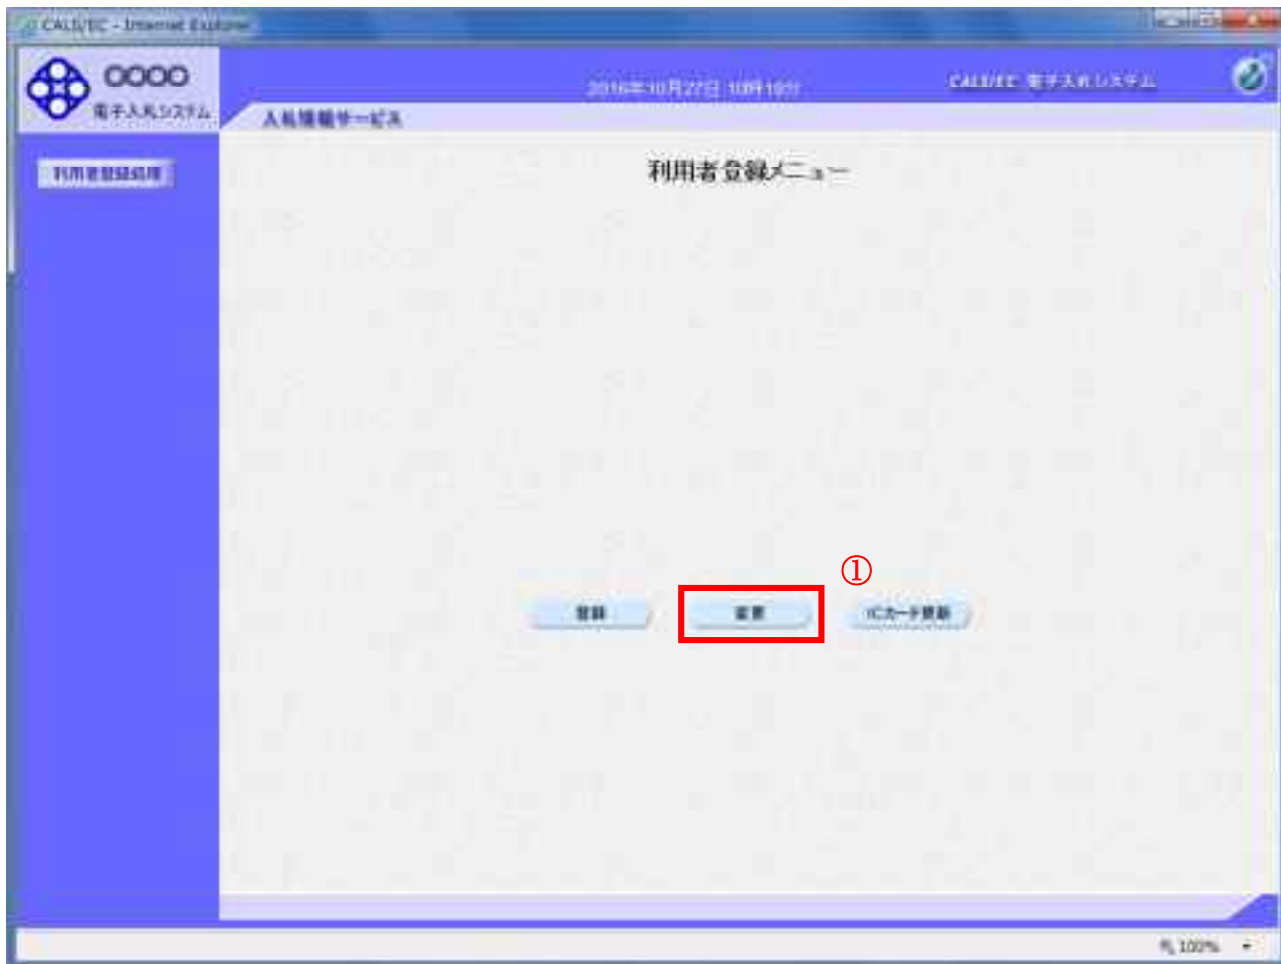 CALS/EC - Internet Explorer
○○○○
電子入札システム
2016年10月27日 10時19分
CALS/EC 電子入札システム
入札情報サービス
利用者登録処理
利用者登録メニュー
①
登録
変更
ICカード更新
100%